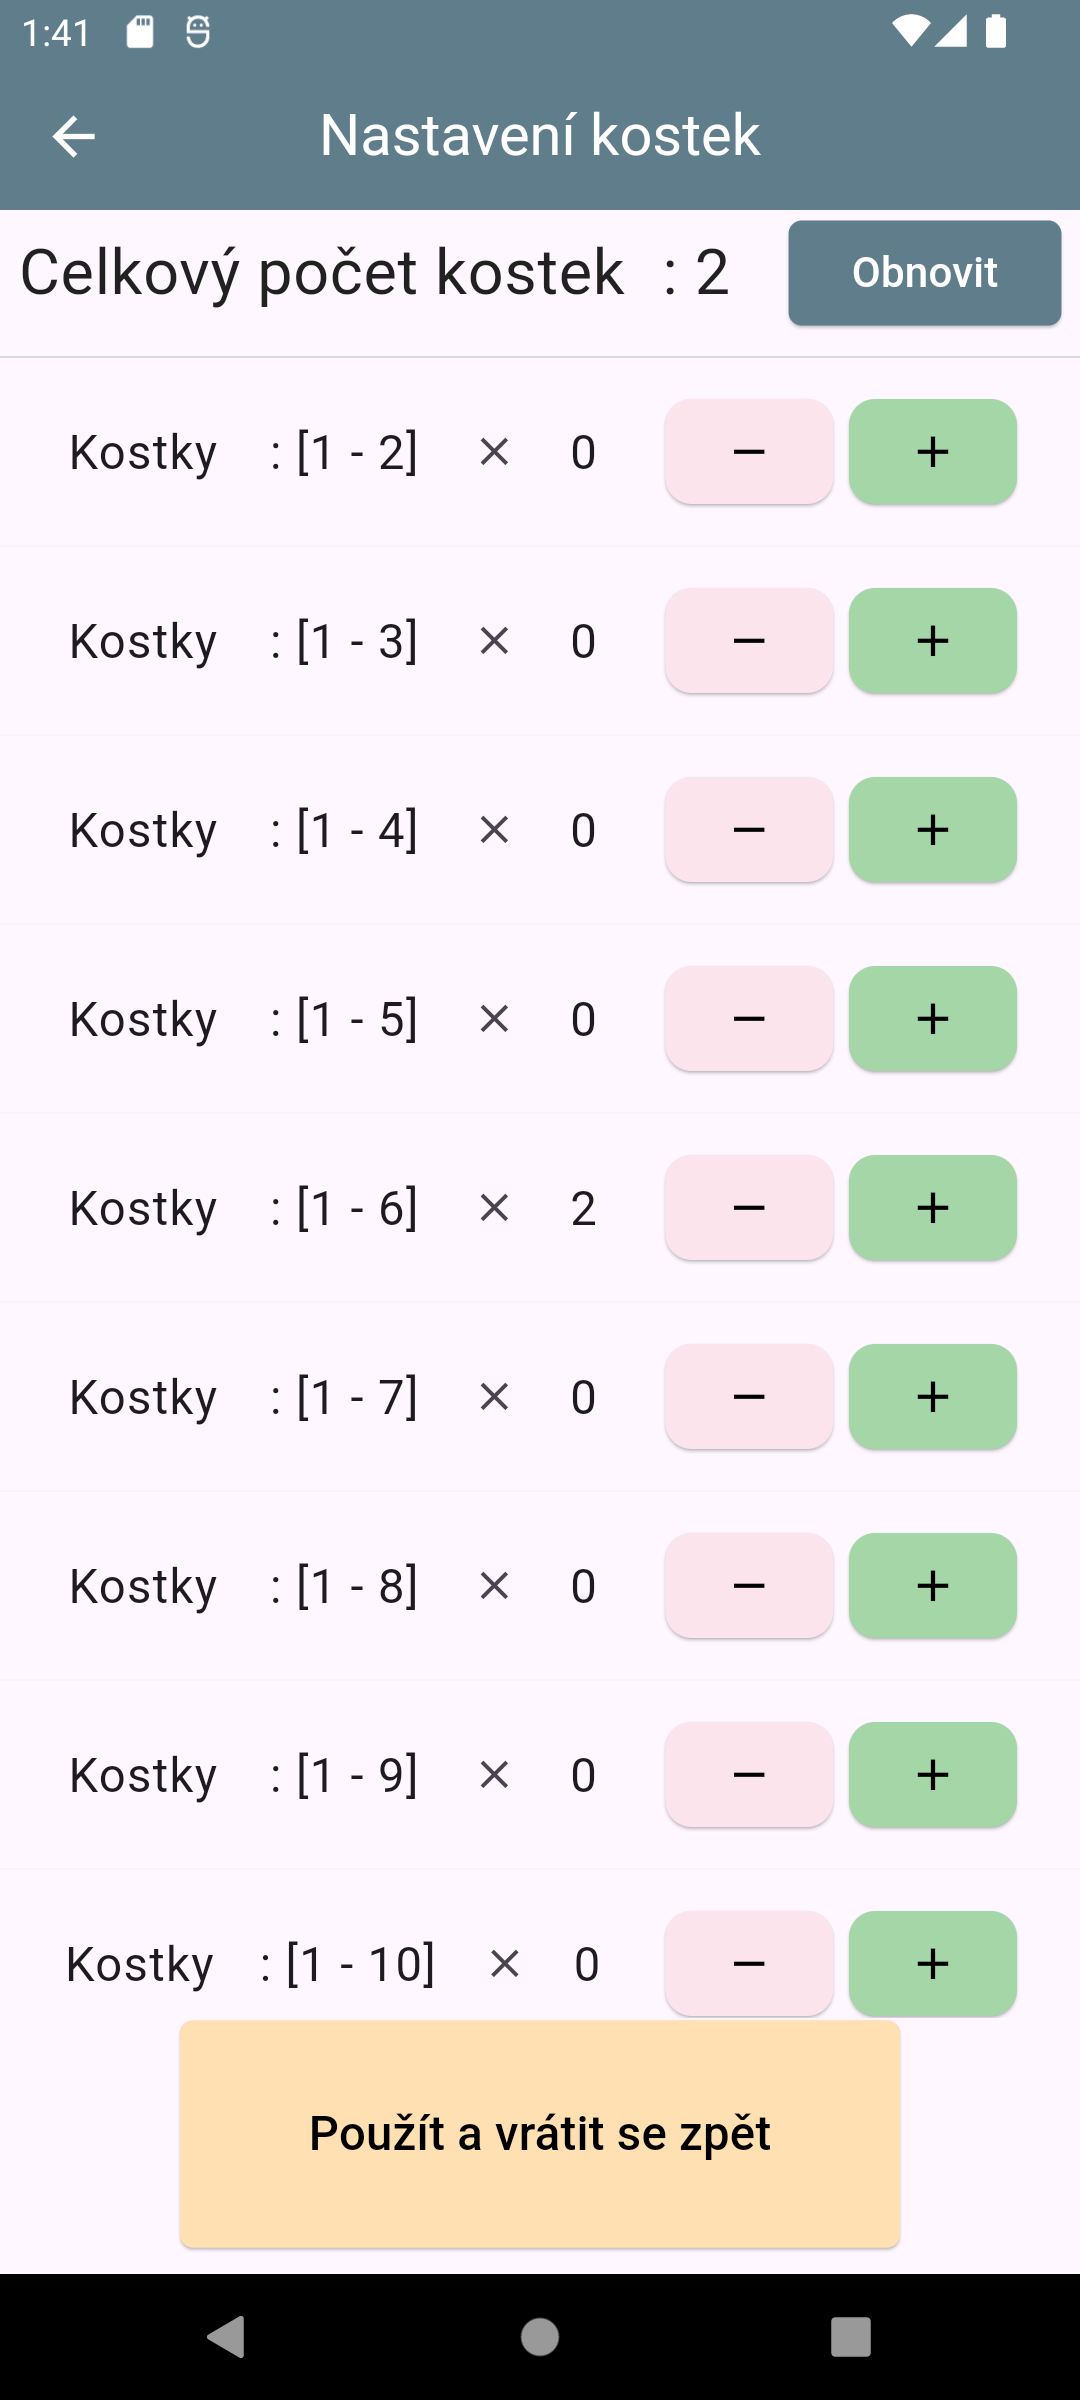 1:41
Nastavení kostek
Celkový počet kostek : 2 Obnovit
Kostky : [1 - 2] × 0 − +
Kostky : [1 - 3] × 0 − +
Kostky : [1 - 4] × 0 − +
Kostky : [1 - 5] × 0 − +
Kostky : [1 - 6] × 2 − +
Kostky : [1 - 7] × 0 − +
Kostky : [1 - 8] × 0 − +
Kostky : [1 - 9] × 0 − +
Kostky : [1 - 10] × 0 − +
Použít a vrátit se zpět